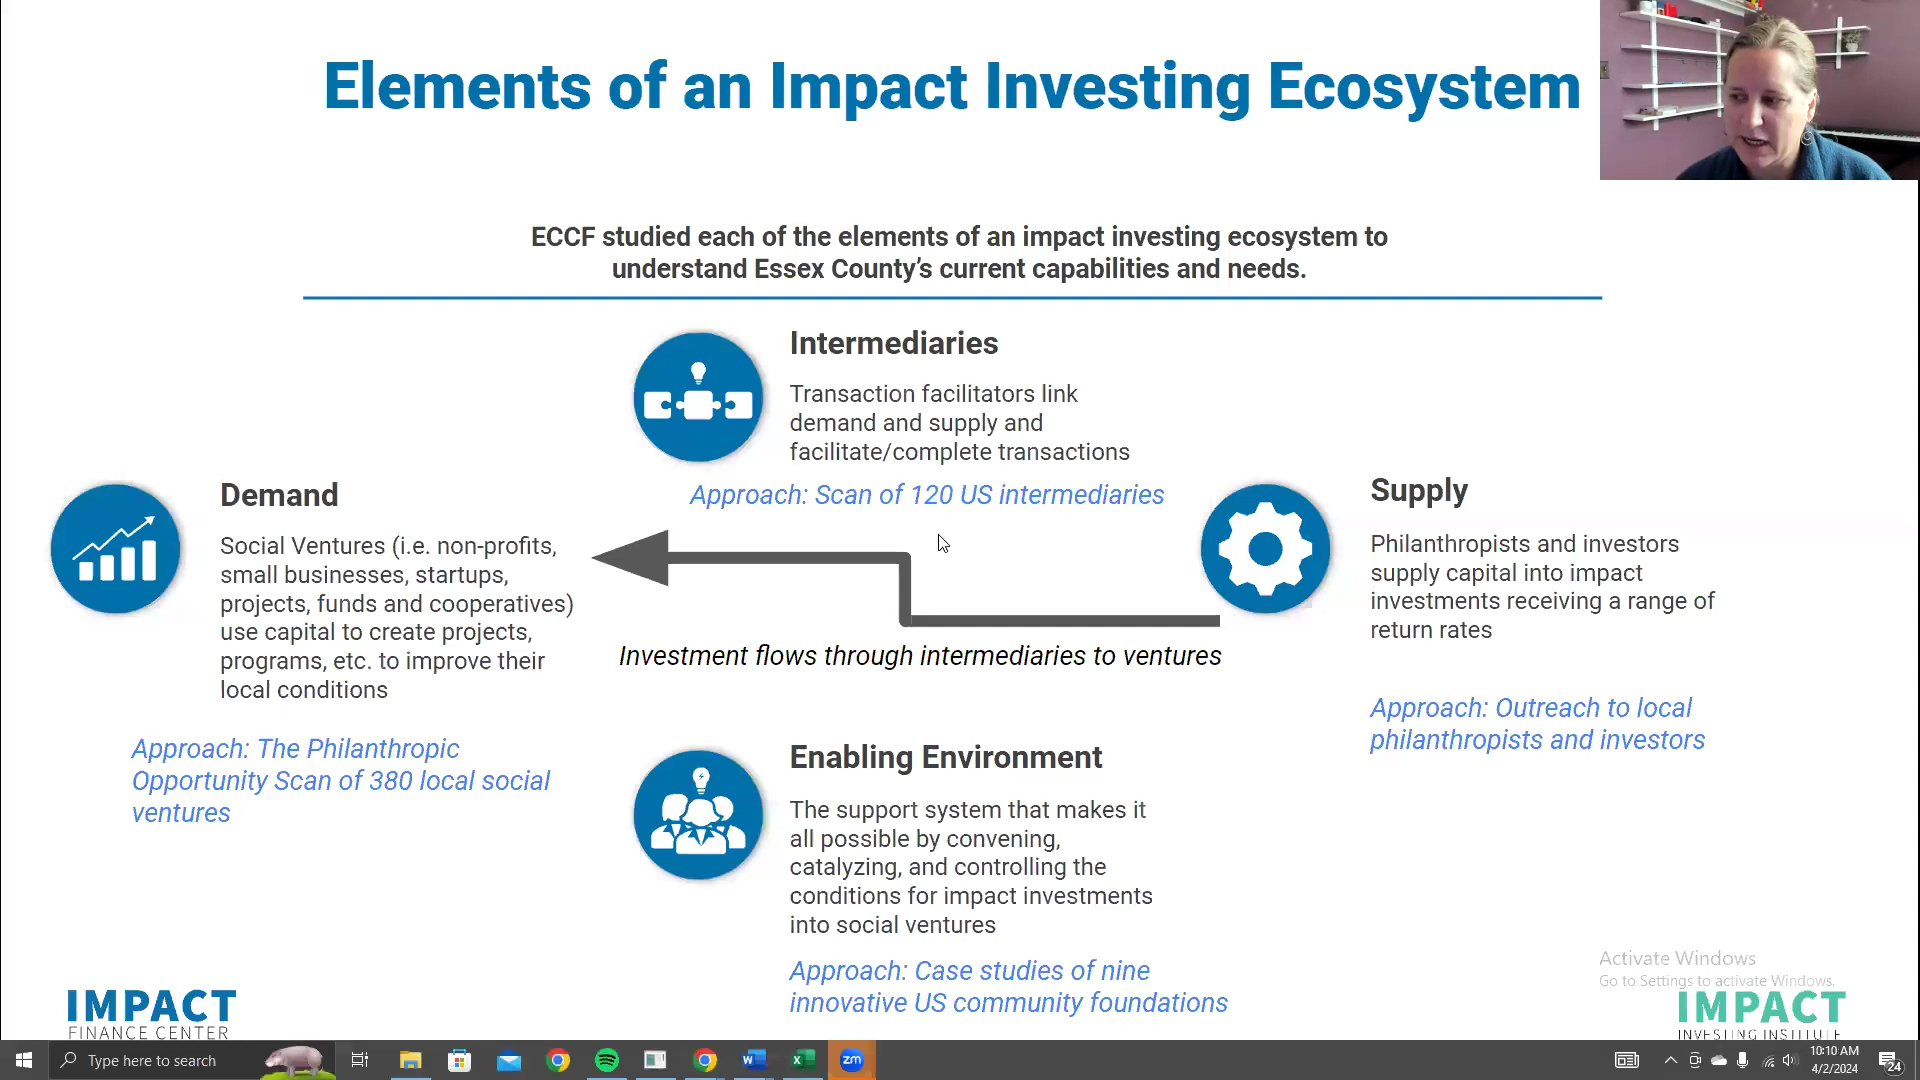 Elements of an Impact Investing Ecosystem
ECCF studied each of the elements of an impact investing ecosystem to
understand Essex County’s current capabilities and needs.
Intermediaries
Transaction facilitators link
demand and supply and
facilitate/complete transactions
Approach: Scan of 120 US intermediaries
Demand
Social Ventures (i.e. non-profits,
small businesses, startups,
projects, funds and cooperatives)
use capital to create projects,
programs, etc. to improve their
local conditions
Approach: The Philanthropic
Opportunity Scan of 380 local social
ventures
Supply
Philanthropists and investors
supply capital into impact
investments receiving a range of
return rates
Approach: Outreach to local
philanthropists and investors
Investment flows through intermediaries to ventures
Enabling Environment
The support system that makes it
all possible by convening,
catalyzing, and controlling the
conditions for impact investments
into social ventures
Approach: Case studies of nine
innovative US community foundations
Activate Windows
Go to Settings to activate Windows.
IMPACT
FINANCE CENTER
IMPACT
INVESTING INSTITUTE
Type here to search
zm
10:10 AM
4/2/2024
24